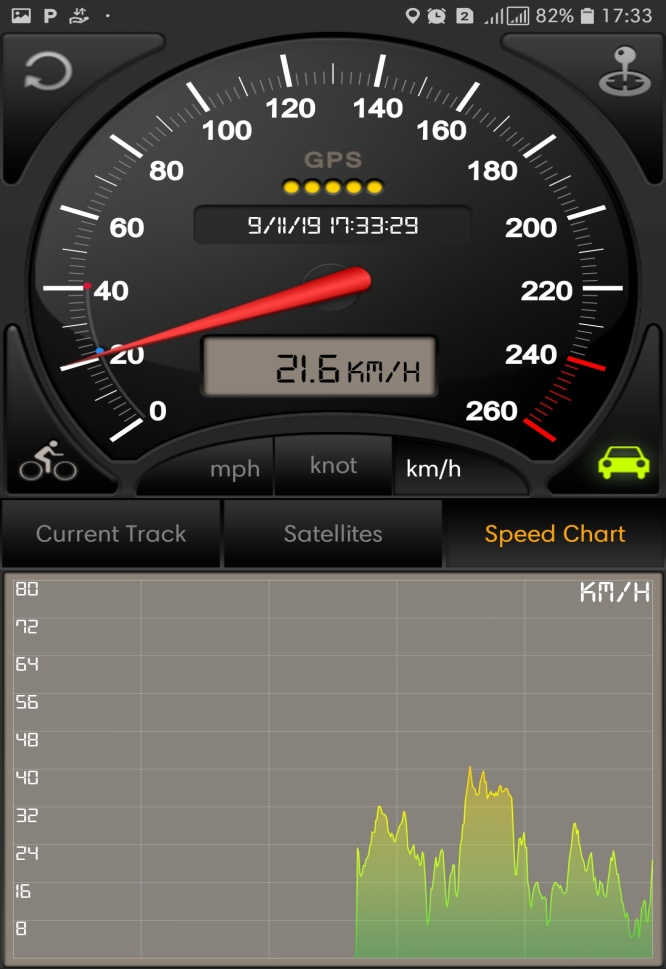 P 2 82% 17:33
120 140
100 160
GPS
80 180
9/11/19 17:33:29
60 200
40 220
20 240
21.6 KM/H
0 260
mph knot km/h
Current Track Satellites Speed Chart
80 KM/H
72
64
56
48
40
32
24
16
8